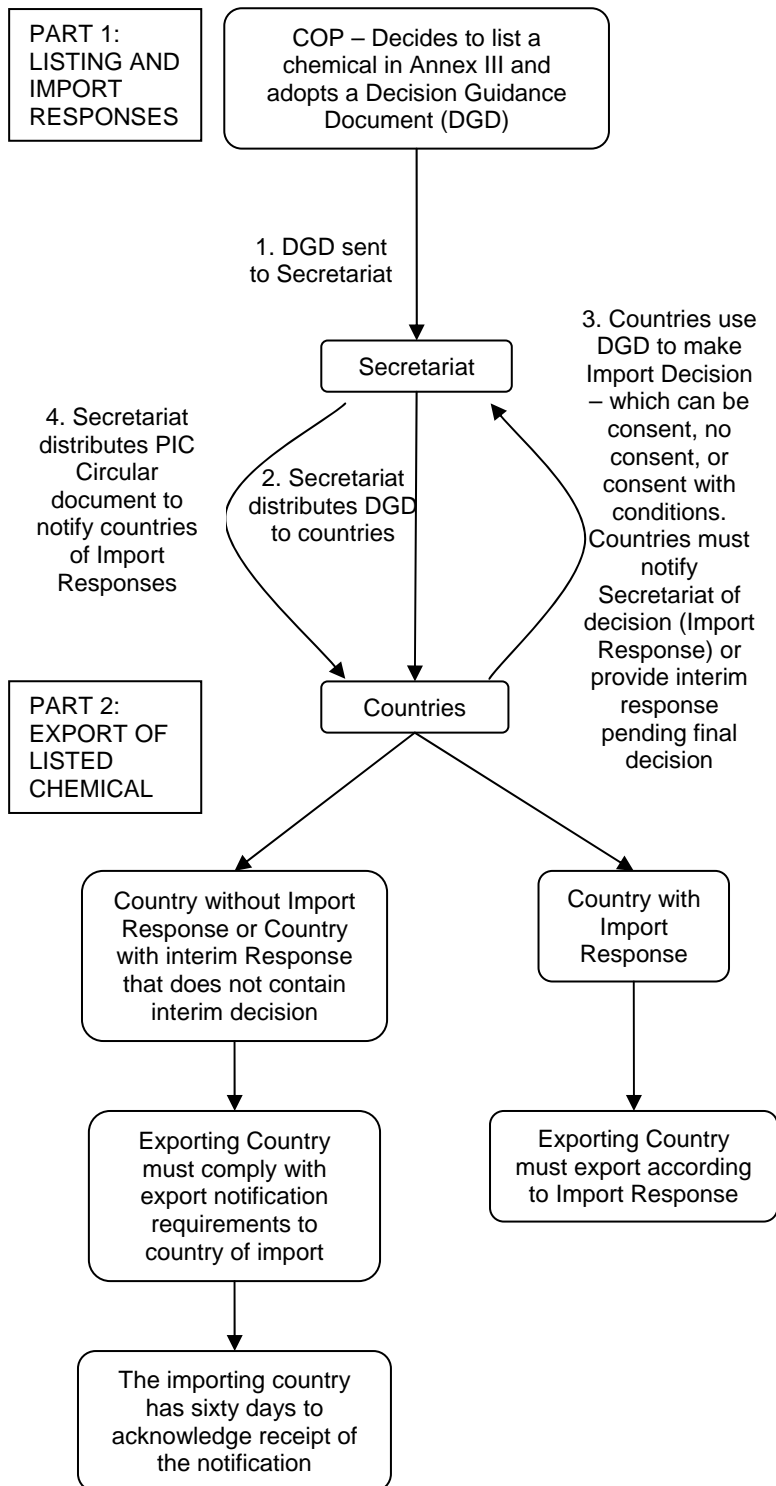 PART 1:
LISTING AND
IMPORT
RESPONSES
COP – Decides to list a
chemical in Annex III and
adopts a Decision Guidance
Document (DGD)
1. DGD sent
to Secretariat
Secretariat
4. Secretariat
distributes PIC
Circular
document to
notify countries
of Import
Responses
2. Secretariat
distributes DGD
to countries
3. Countries use
DGD to make
Import Decision
– which can be
consent, no
consent, or
consent with
conditions.
Countries must
notify
Secretariat of
decision (Import
Response) or
provide interim
response
pending final
decision
Countries
PART 2:
EXPORT OF
LISTED
CHEMICAL
Country without Import
Response or Country
with interim Response
that does not contain
interim decision
Country with
Import
Response
Exporting Country
must comply with
export notification
requirements to
country of import
Exporting Country
must export according
to Import Response
The importing country
has sixty days to
acknowledge receipt of
the notification